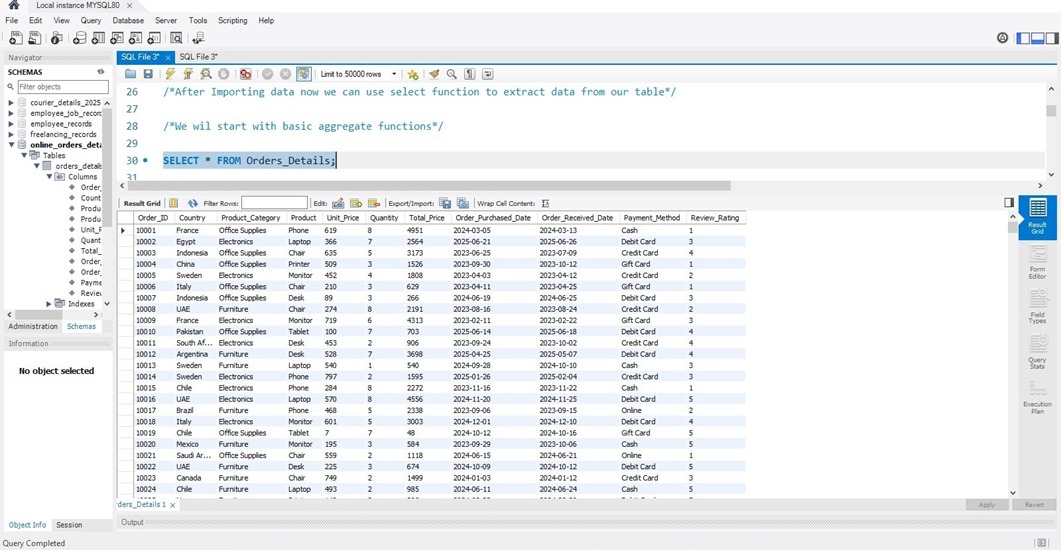 Local instance MYSQL80 ×
File Edit View Query Database Server Tools Scripting Help
Navigator
SCHEMAS
Filter objects
courier_details_2025
employee_job_recor
employee_records
freelancing_records
online_orders_deta
Tables
orders_details
Columns
Order_
Count
Produ
Produ
Unit_F
Quant
Total_
Order_
Order_
Payme
Review
Indexes
Administration Schemas
Information
No object selected
Object Info Session
SQL File 3* × SQL File 3*
Limit to 50000 rows
26 /*After Importing data now we can use select function to extract data from our table*/
27
28 /*We wil start with basic aggregate functions*/
29
30 SELECT * FROM Orders_Details;
31
Result Grid Filter Rows: Edit: Export/Import: Wrap Cell Content:
Order_ID Country Product_Category Product Unit_Price Quantity Total_Price Order_Purchased_Date Order_Received_Date Payment_Method Review_Rating
10001 France Office Supplies Phone 619 8 4951 2024-03-05 2024-03-13 Cash 1
10002 Egypt Electronics Laptop 366 7 2564 2025-06-21 2025-06-26 Debit Card 3
10003 Indonesia Office Supplies Chair 635 5 3173 2023-06-25 2023-07-09 Credit Card 4
10004 China Office Supplies Printer 509 3 1526 2023-09-30 2023-10-12 Gift Card 1
10005 Sweden Electronics Monitor 452 4 1808 2023-04-03 2023-04-12 Credit Card 2
10006 Italy Office Supplies Chair 210 3 629 2023-04-11 2023-04-25 Gift Card 1
10007 Indonesia Office Supplies Desk 89 3 266 2024-06-19 2024-06-25 Debit Card 3
10008 UAE Furniture Chair 274 8 2191 2023-08-16 2023-08-24 Credit Card 2
10009 France Electronics Monitor 719 6 4313 2023-02-11 2023-02-22 Gift Card 3
10010 Pakistan Office Supplies Tablet 100 7 703 2025-06-14 2025-06-18 Debit Card 4
10011 South Af... Electronics Desk 453 2 906 2023-09-24 2023-10-02 Credit Card 4
10012 Argentina Furniture Desk 528 7 3698 2025-04-25 2025-05-07 Debit Card 4
10013 Sweden Furniture Laptop 540 1 540 2024-09-28 2024-10-10 Cash 3
10014 Sweden Electronics Phone 797 2 1595 2025-01-26 2025-02-04 Credit Card 3
10015 Chile Electronics Phone 284 8 2272 2023-11-16 2023-11-22 Cash 1
10016 UAE Electronics Laptop 570 8 4556 2024-11-20 2024-11-25 Debit Card 5
10017 Brazil Furniture Phone 468 5 2338 2023-09-06 2023-09-15 Online 2
10018 Italy Electronics Monitor 601 5 3003 2024-12-01 2024-12-10 Debit Card 4
10019 Chile Office Supplies Tablet 7 7 48 2024-10-12 2024-10-16 Gift Card 5
10020 Mexico Furniture Monitor 195 3 584 2023-09-29 2023-10-06 Cash 5
10021 Saudi Ar... Office Supplies Chair 559 2 1118 2024-06-15 2024-06-21 Online 1
10022 UAE Furniture Desk 225 3 674 2024-10-09 2024-10-12 Debit Card 5
10023 Canada Furniture Chair 749 2 1499 2024-01-03 2024-01-12 Credit Card 5
10024 Chile Furniture Laptop 493 2 985 2024-06-11 2024-06-24 Cash 5
Result Grid
Form Editor
Field Types
Query Stats
Execution Plan
ders_Details 1 × Apply Revert
Output
Query Completed